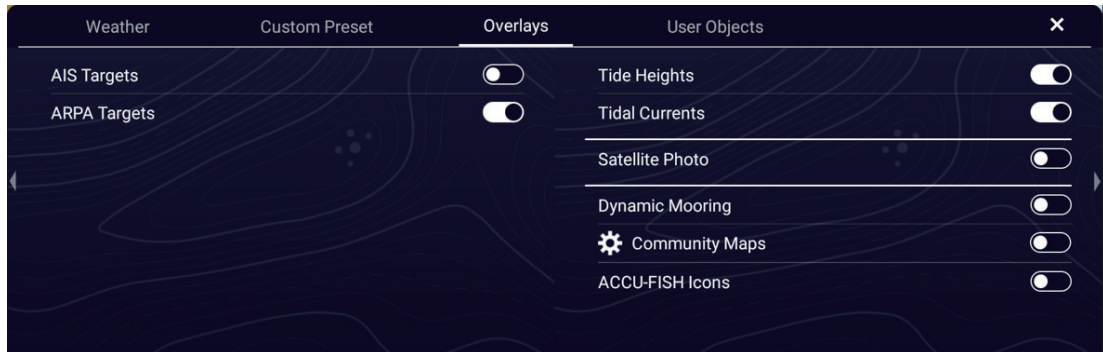 Weather Custom Preset Overlays User Objects
AIS Targets
ARPA Targets
Tide Heights
Tidal Currents
Satellite Photo
Dynamic Mooring
Community Maps
ACCU-FISH Icons